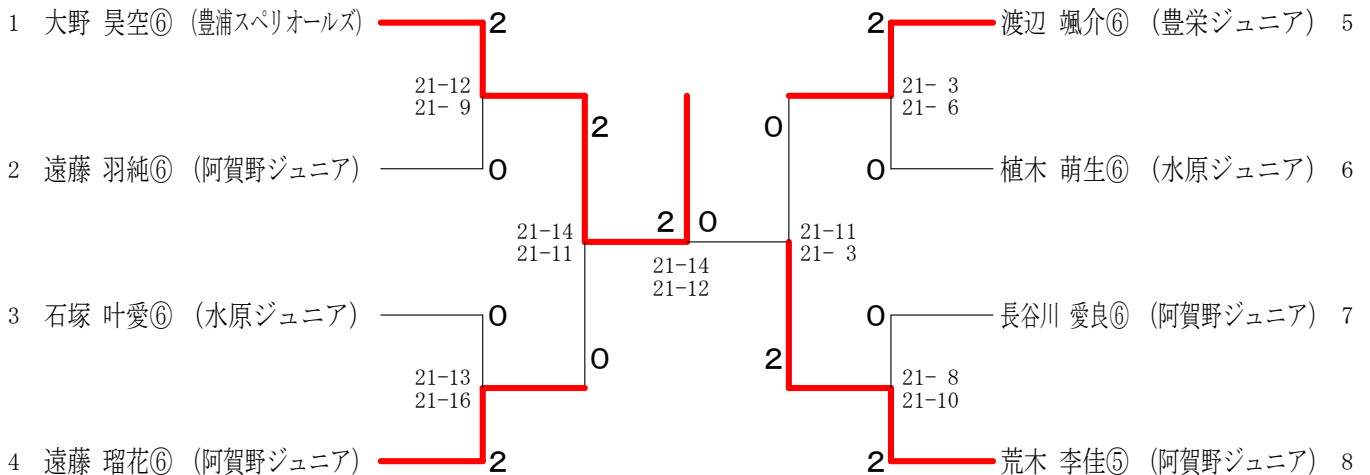 1 大野 昊空⑥ (豊浦スペリオールズ) 2
2 渡辺 颯介⑥ (豊栄ジュニア) 5
21-12
21- 9
21- 3
21- 6
2
0
2 遠藤 羽純⑥ (阿賀野ジュニア) 0
0 植木 萌生⑥ (水原ジュニア) 6
2 0
21-14
21-11
21-11
21- 3
21-14
21-12
3 石塚 叶愛⑥ (水原ジュニア) 0
0 長谷川 愛良⑥ (阿賀野ジュニア) 7
0
2
21-13
21-16
21- 8
21-10
4 遠藤 瑠花⑥ (阿賀野ジュニア) 2
2 荒木 李佳⑤ (阿賀野ジュニア) 8